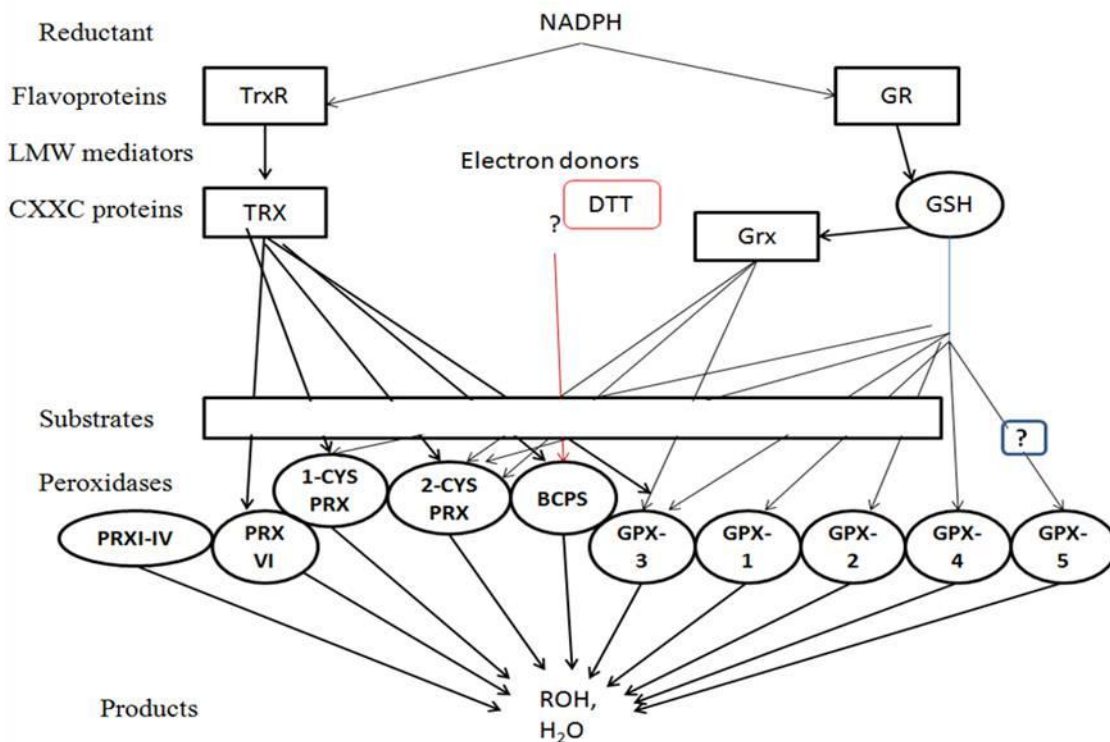 Reductant
NADPH
Flavoproteins
TrxR
GR
LMW mediators
Electron donors
CXXC proteins
TRX
?
DTT
Grx
GSH
Substrates
?
Peroxidases
1-CYS
PRX
2-CYS
PRX
BCPS
PRXI-IV
PRX
VI
GPX-
3
GPX-
1
GPX-
2
GPX-
4
GPX-
5
Products
ROH,
H₂O